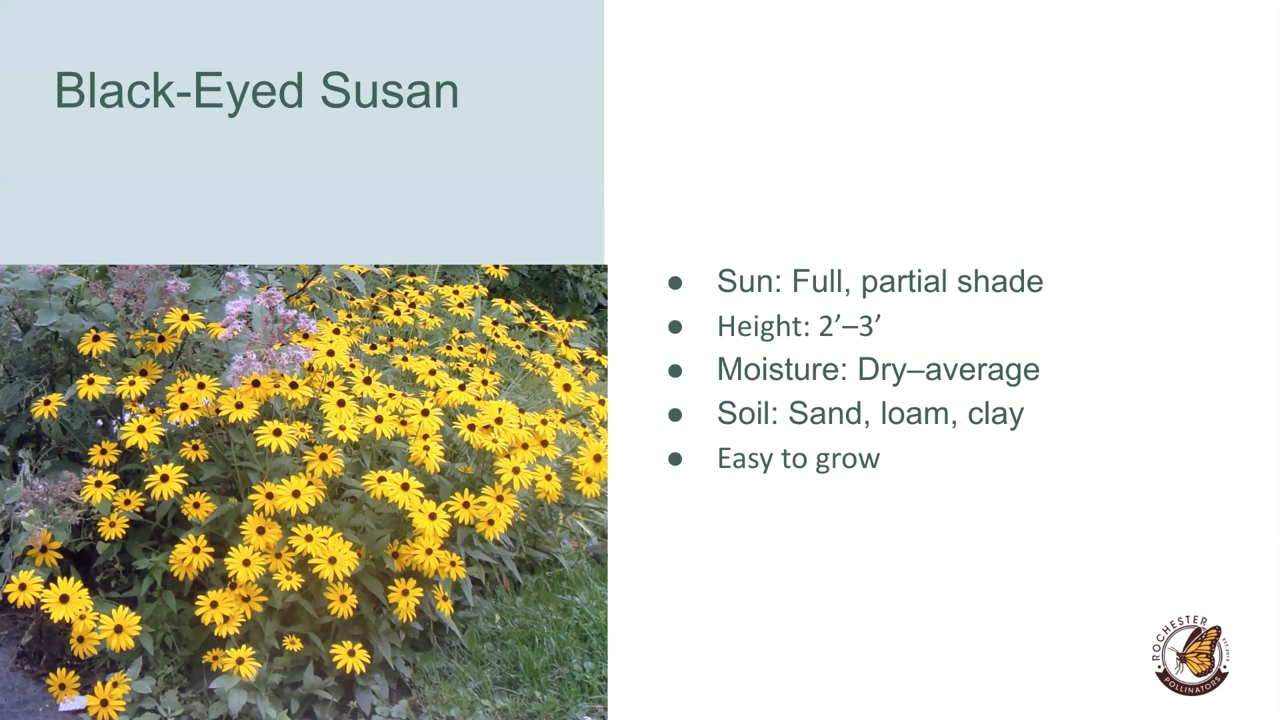 Black-Eyed Susan
● Sun: Full, partial shade
● Height: 2’–3’
● Moisture: Dry–average
● Soil: Sand, loam, clay
● Easy to grow
ROCHESTER
POLLINATORS